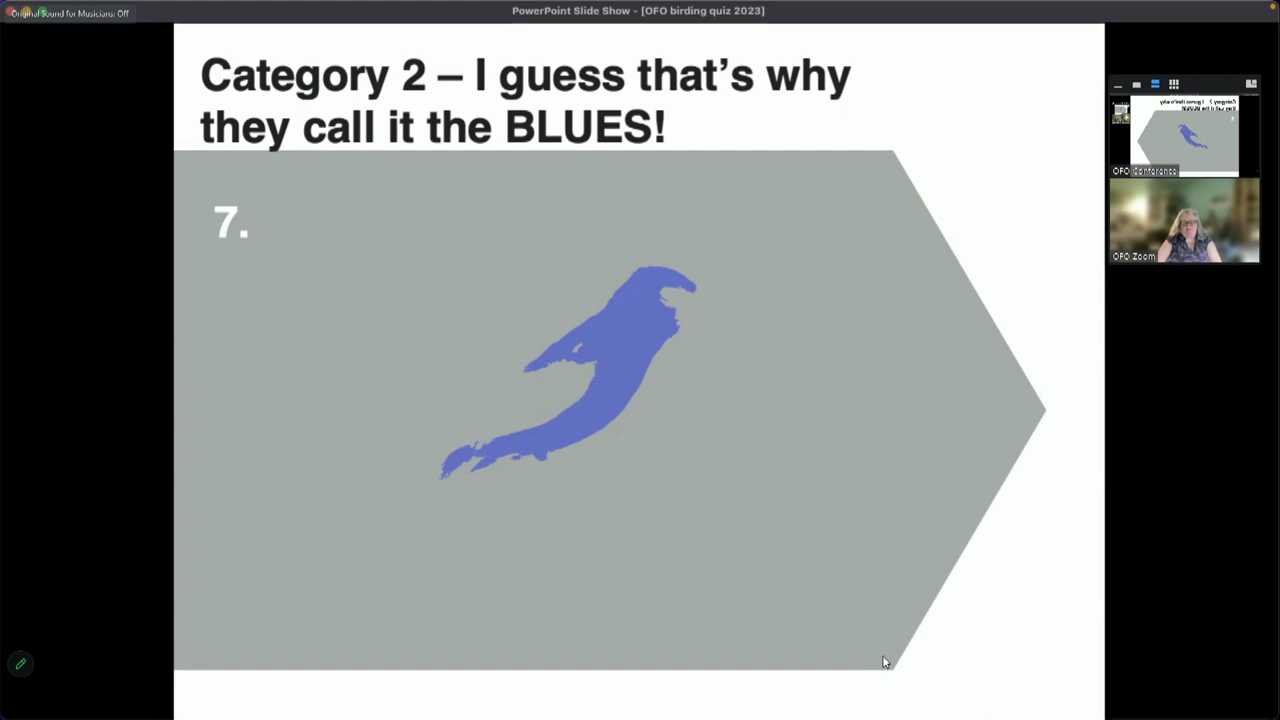 Original Sound for Musicians: Off
PowerPoint Slide Show - [OFO birding quiz 2023]
Category 2 – I guess that’s why
they call it the BLUES!
7.
OFO Conference
OFO Zoom